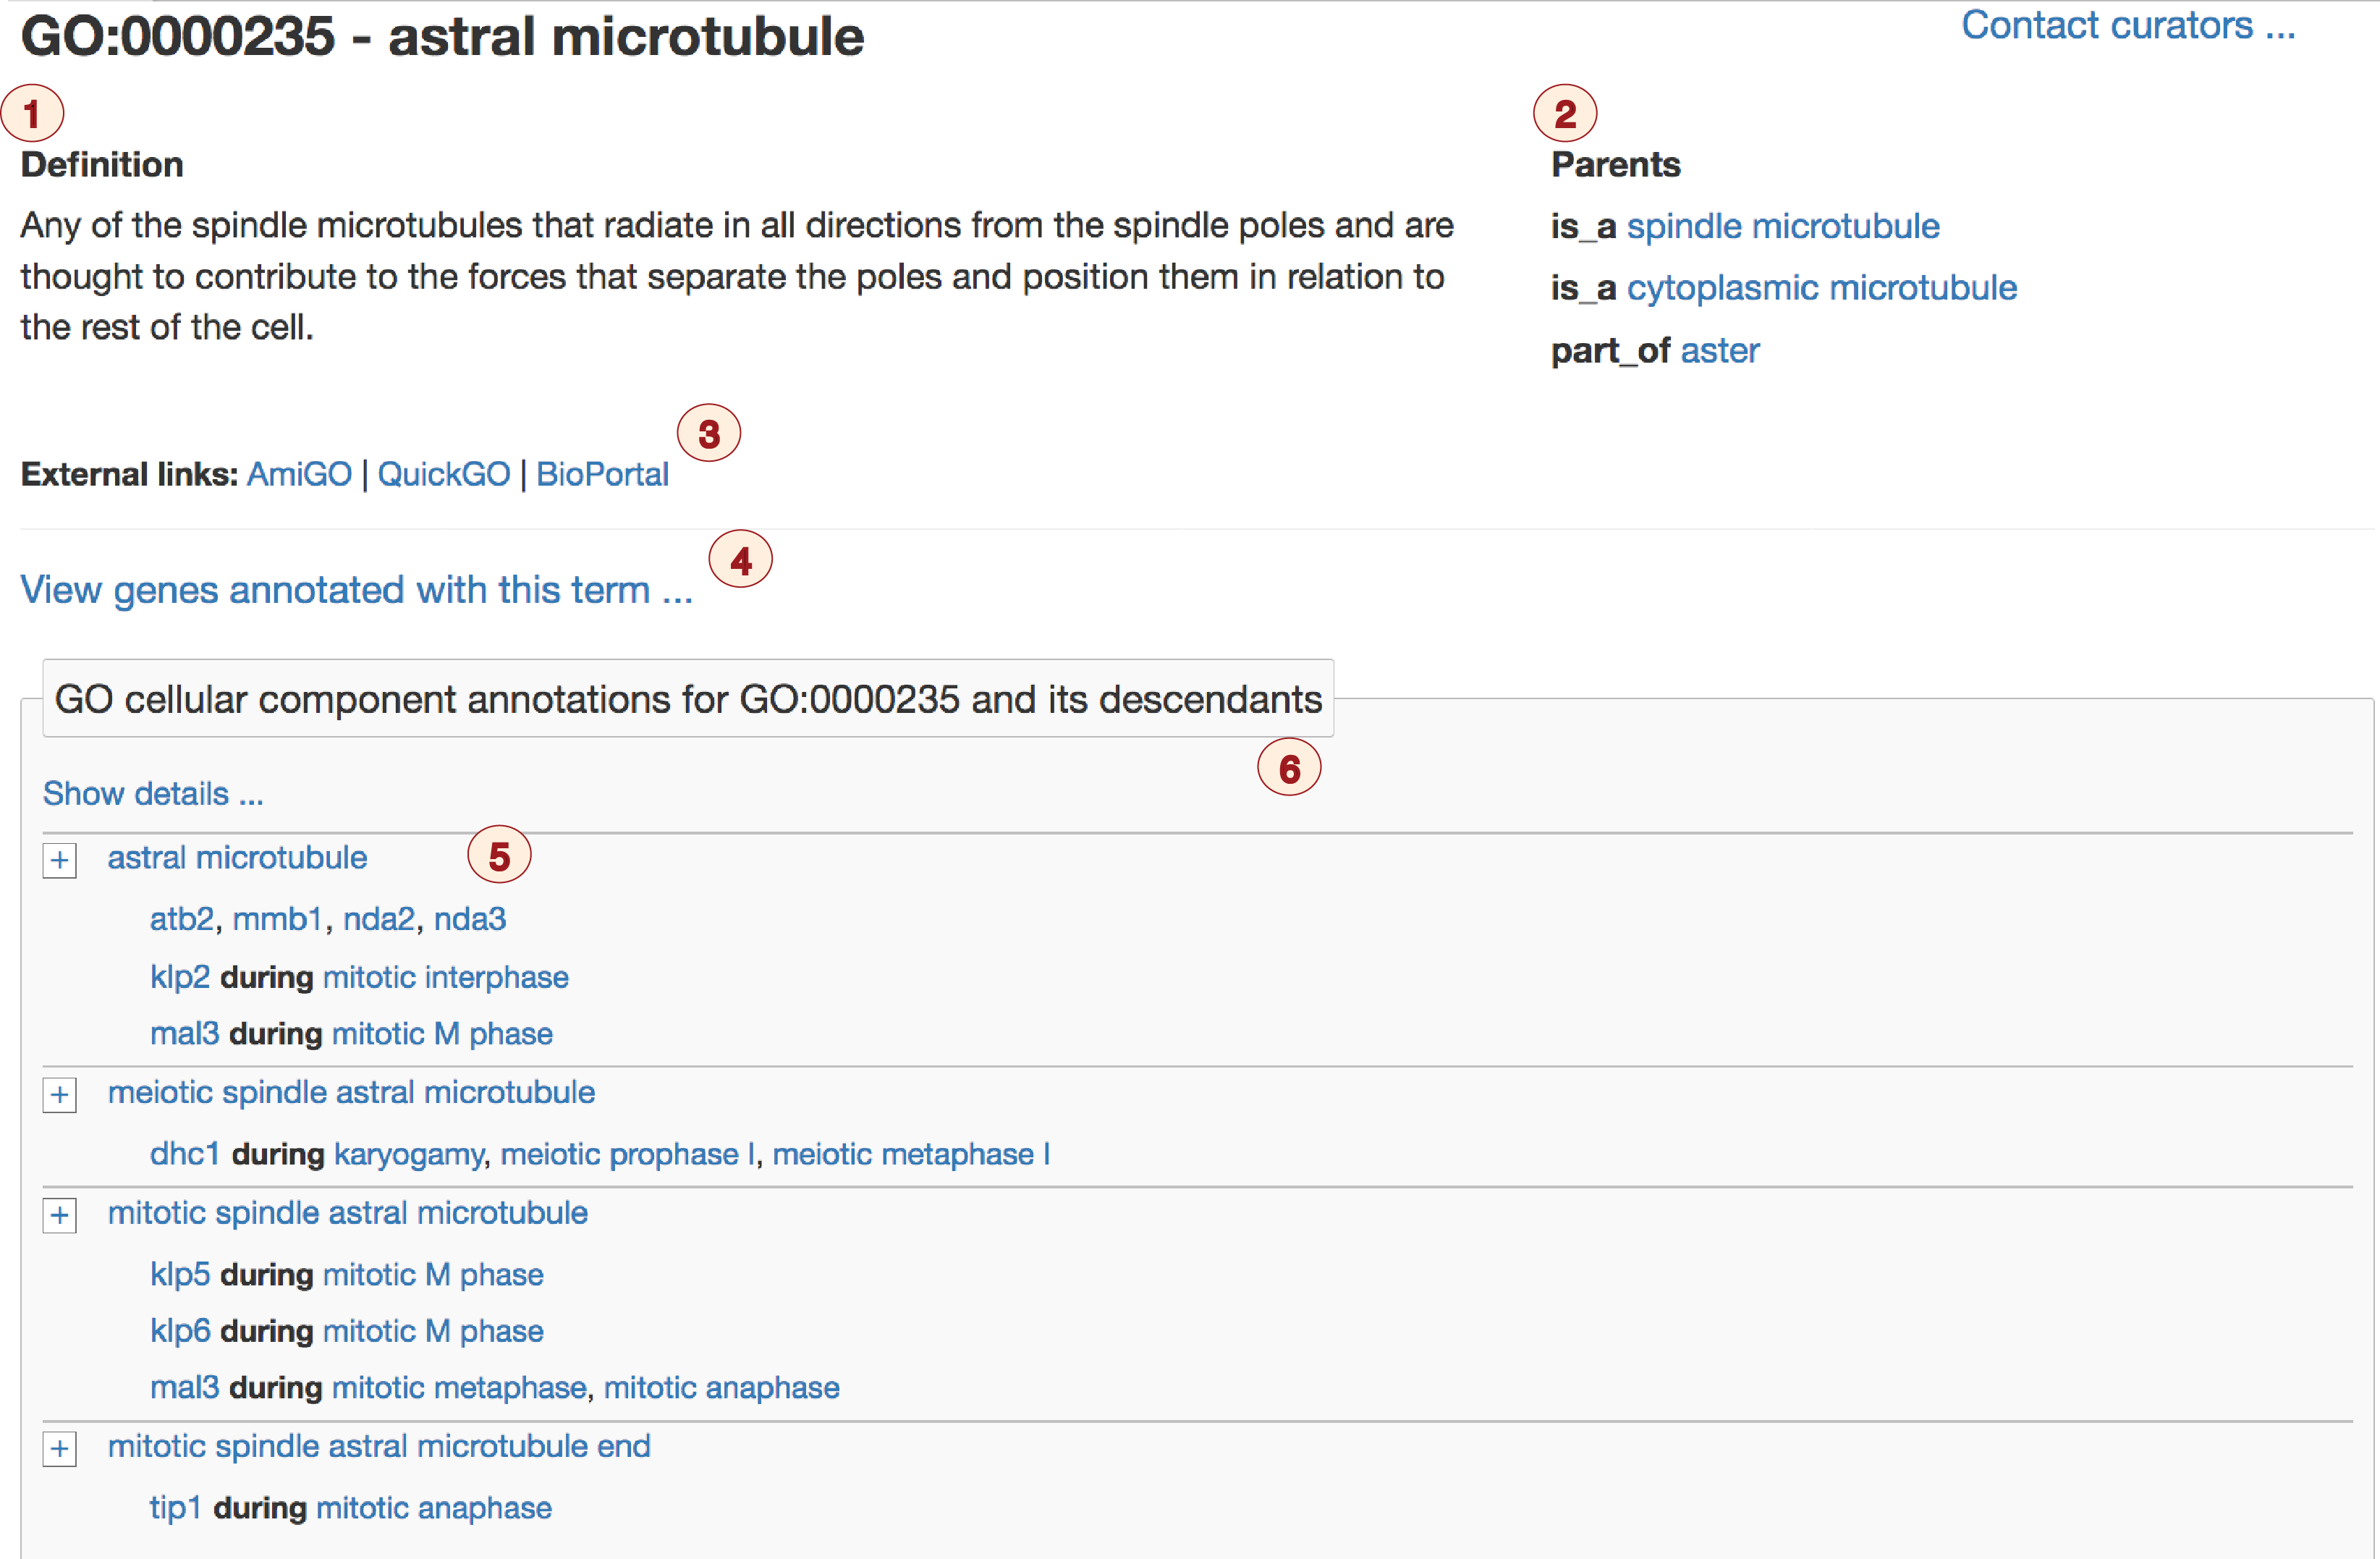 GO:0000235 - astral microtubule
Contact curators ...
1
Definition
Any of the spindle microtubules that radiate in all directions from the spindle poles and are
thought to contribute to the forces that separate the poles and position them in relation to
the rest of the cell.
2
Parents
is_a spindle microtubule
is_a cytoplasmic microtubule
part_of aster
3
External links: AmiGO | QuickGO | BioPortal
4
View genes annotated with this term ...
GO cellular component annotations for GO:0000235 and its descendants
6
Show details ...
+ astral microtubule
5
atb2, mmb1, nda2, nda3
klp2 during mitotic interphase
mal3 during mitotic M phase
+ meiotic spindle astral microtubule
dhc1 during karyogamy, meiotic prophase I, meiotic metaphase I
+ mitotic spindle astral microtubule
klp5 during mitotic M phase
klp6 during mitotic M phase
mal3 during mitotic metaphase, mitotic anaphase
+ mitotic spindle astral microtubule end
tip1 during mitotic anaphase